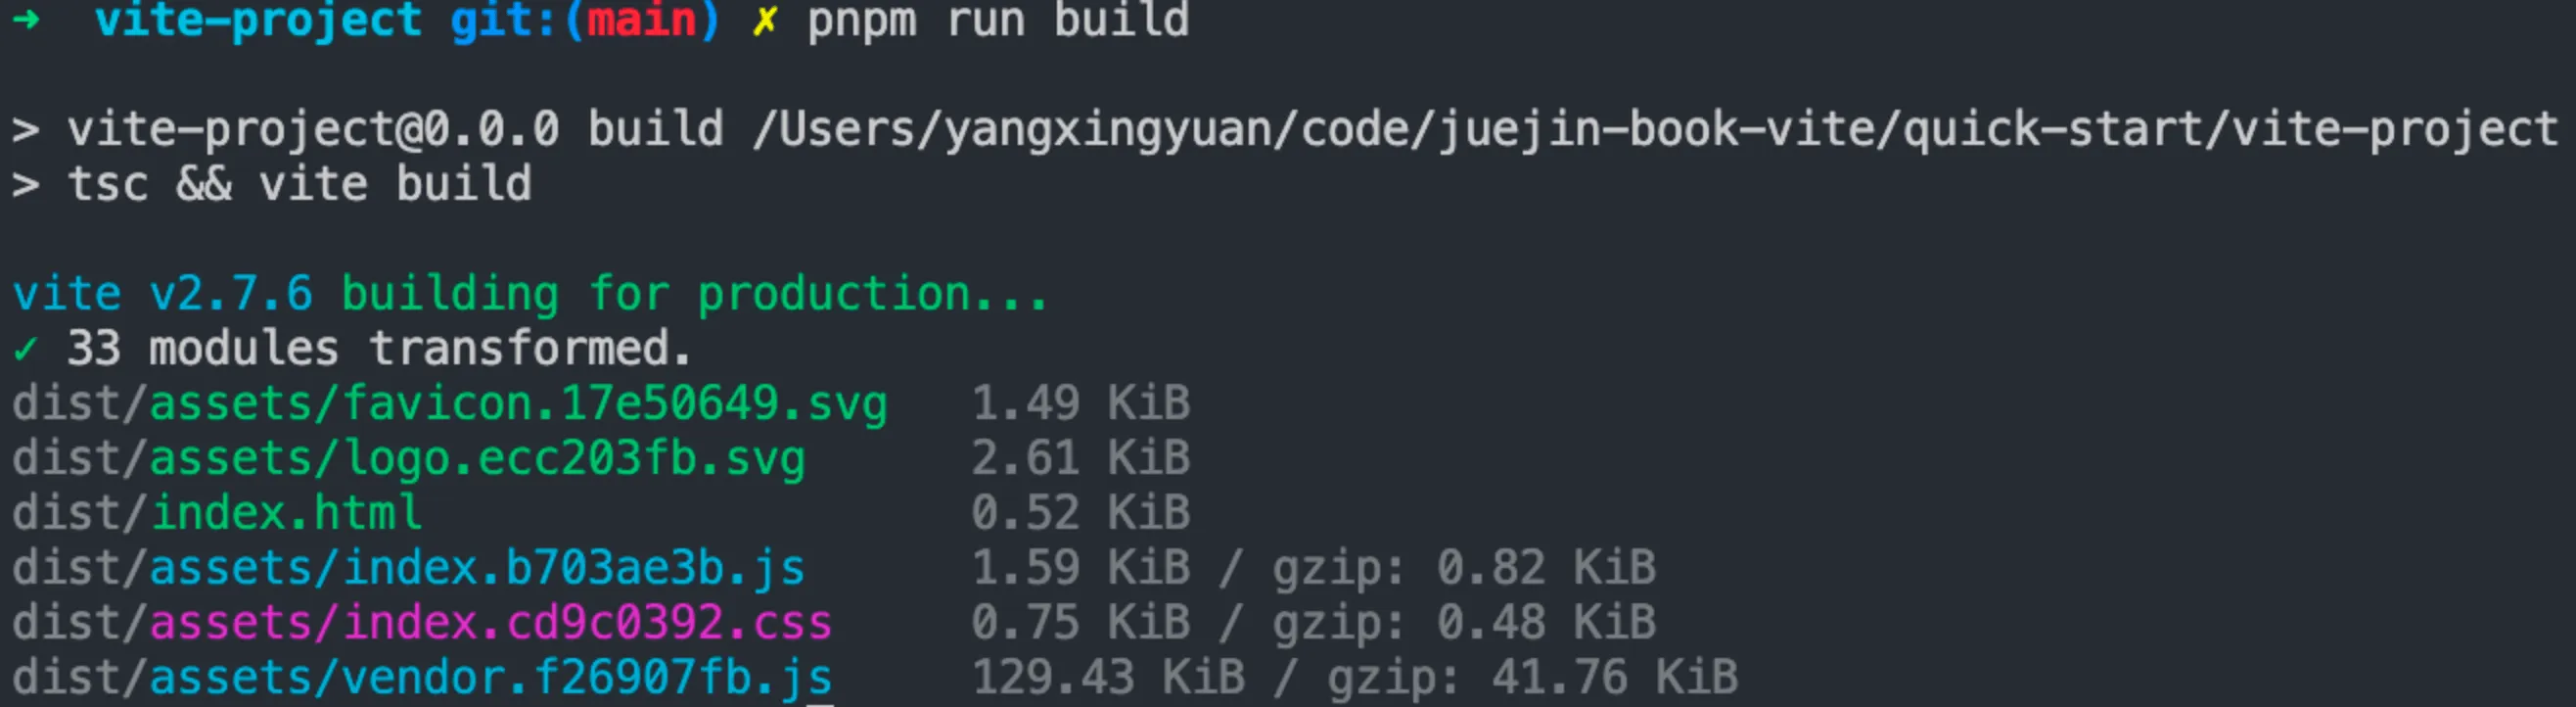 ➜  vite-project git:(main) ✗ pnpm run build
> vite-project@0.0.0 build /Users/yangxingyuan/code/juejin-book-vite/quick-start/vite-project
> tsc && vite build
vite v2.7.6 building for production...
✓ 33 modules transformed.
dist/assets/favicon.17e50649.svg   1.49 KiB
dist/assets/logo.ecc203fb.svg      2.61 KiB
dist/index.html                    0.52 KiB
dist/assets/index.b703ae3b.js      1.59 KiB / gzip: 0.82 KiB
dist/assets/index.cd9c0392.css     0.75 KiB / gzip: 0.48 KiB
dist/assets/vendor.f26907fb.js     129.43 KiB / gzip: 41.76 KiB